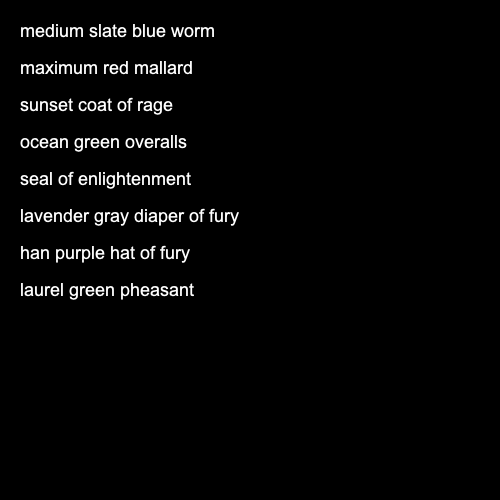 medium slate blue worm
maximum red mallard
sunset coat of rage
ocean green overalls
seal of enlightenment
lavender gray diaper of fury
han purple hat of fury
laurel green pheasant